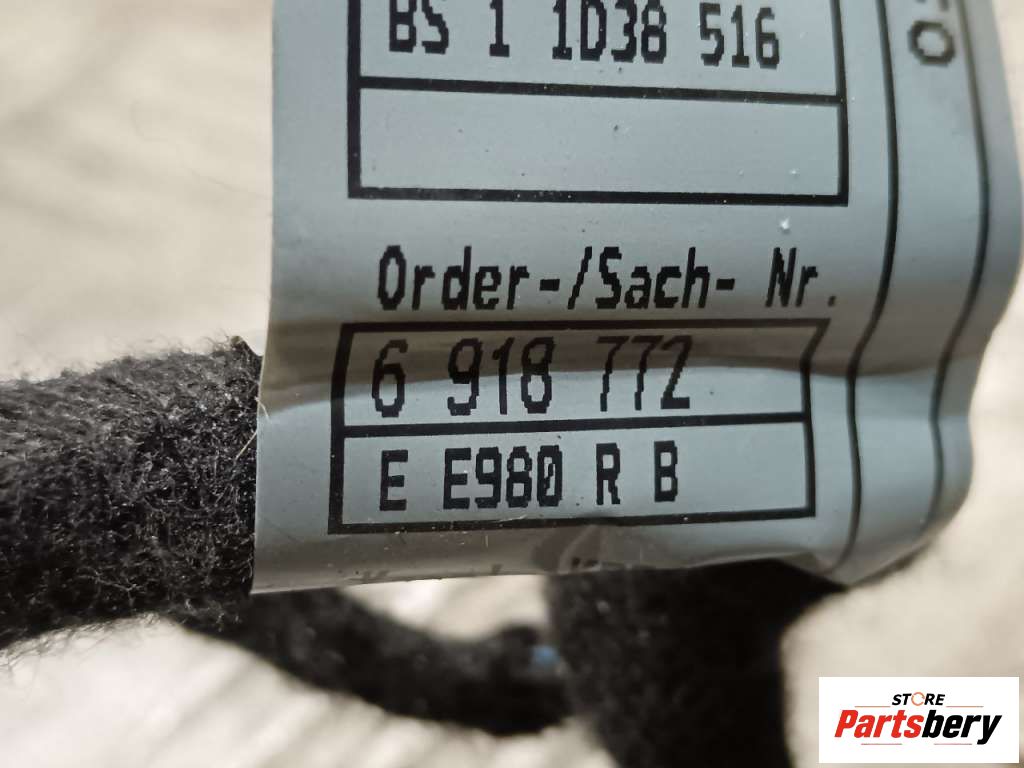 BS 1 1D38 516
Order-/Sach- Nr.
6 918 772
E E980 R B
STORE
Partsbery